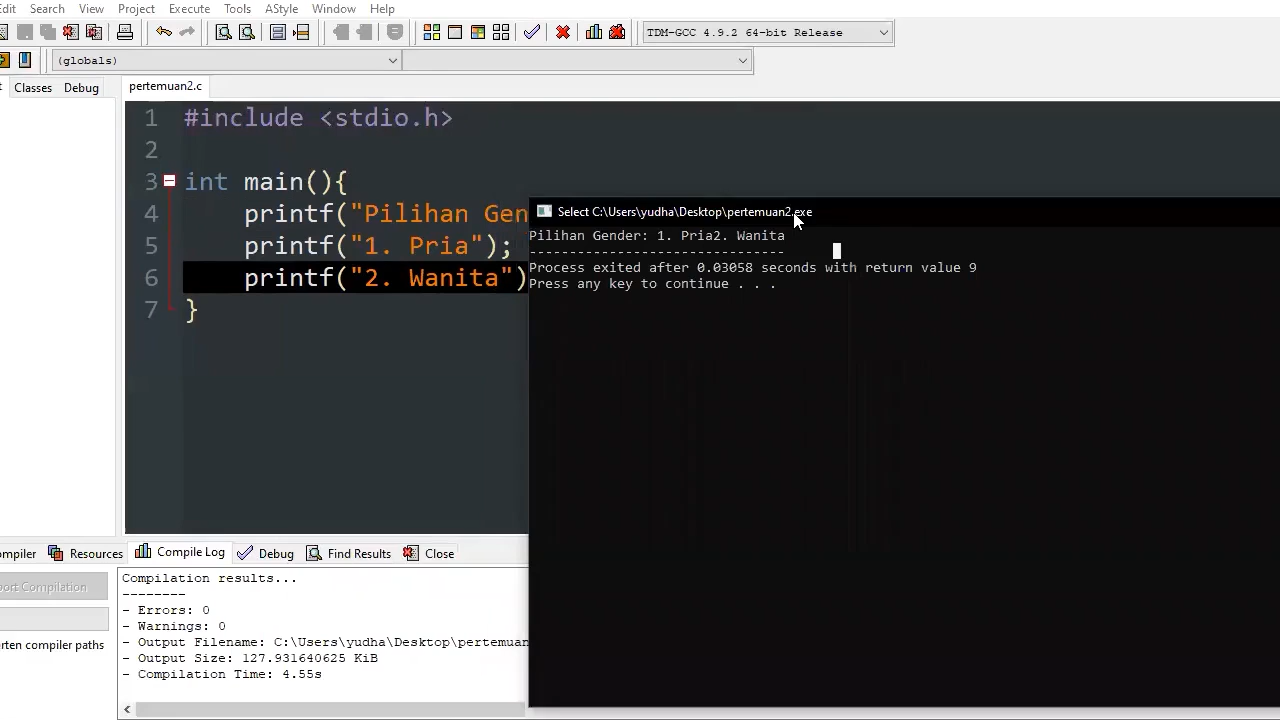 Edit Search View Project Execute Tools AStyle Window Help
TDM-GCC 4.9.2 64-bit Release
(globals)
Classes Debug
pertemuan2.c
1 #include <stdio.h>
2
3 int main(){
4 printf("Pilihan Gen
5 printf("1. Pria");
6 printf("2. Wanita")
7 }
Select C:\Users\yudha\Desktop\pertemuan2.exe
Pilihan Gender: 1. Pria2. Wanita
--------------------------------
Process exited after 0.03058 seconds with return value 9
Press any key to continue . . .
ompiler Resources Compile Log Debug Find Results Close
ort Compilation
rten compiler paths
Compilation results...
--------
- Errors: 0
- Warnings: 0
- Output Filename: C:\Users\yudha\Desktop\pertemuan
- Output Size: 127.931640625 KiB
- Compilation Time: 4.55s